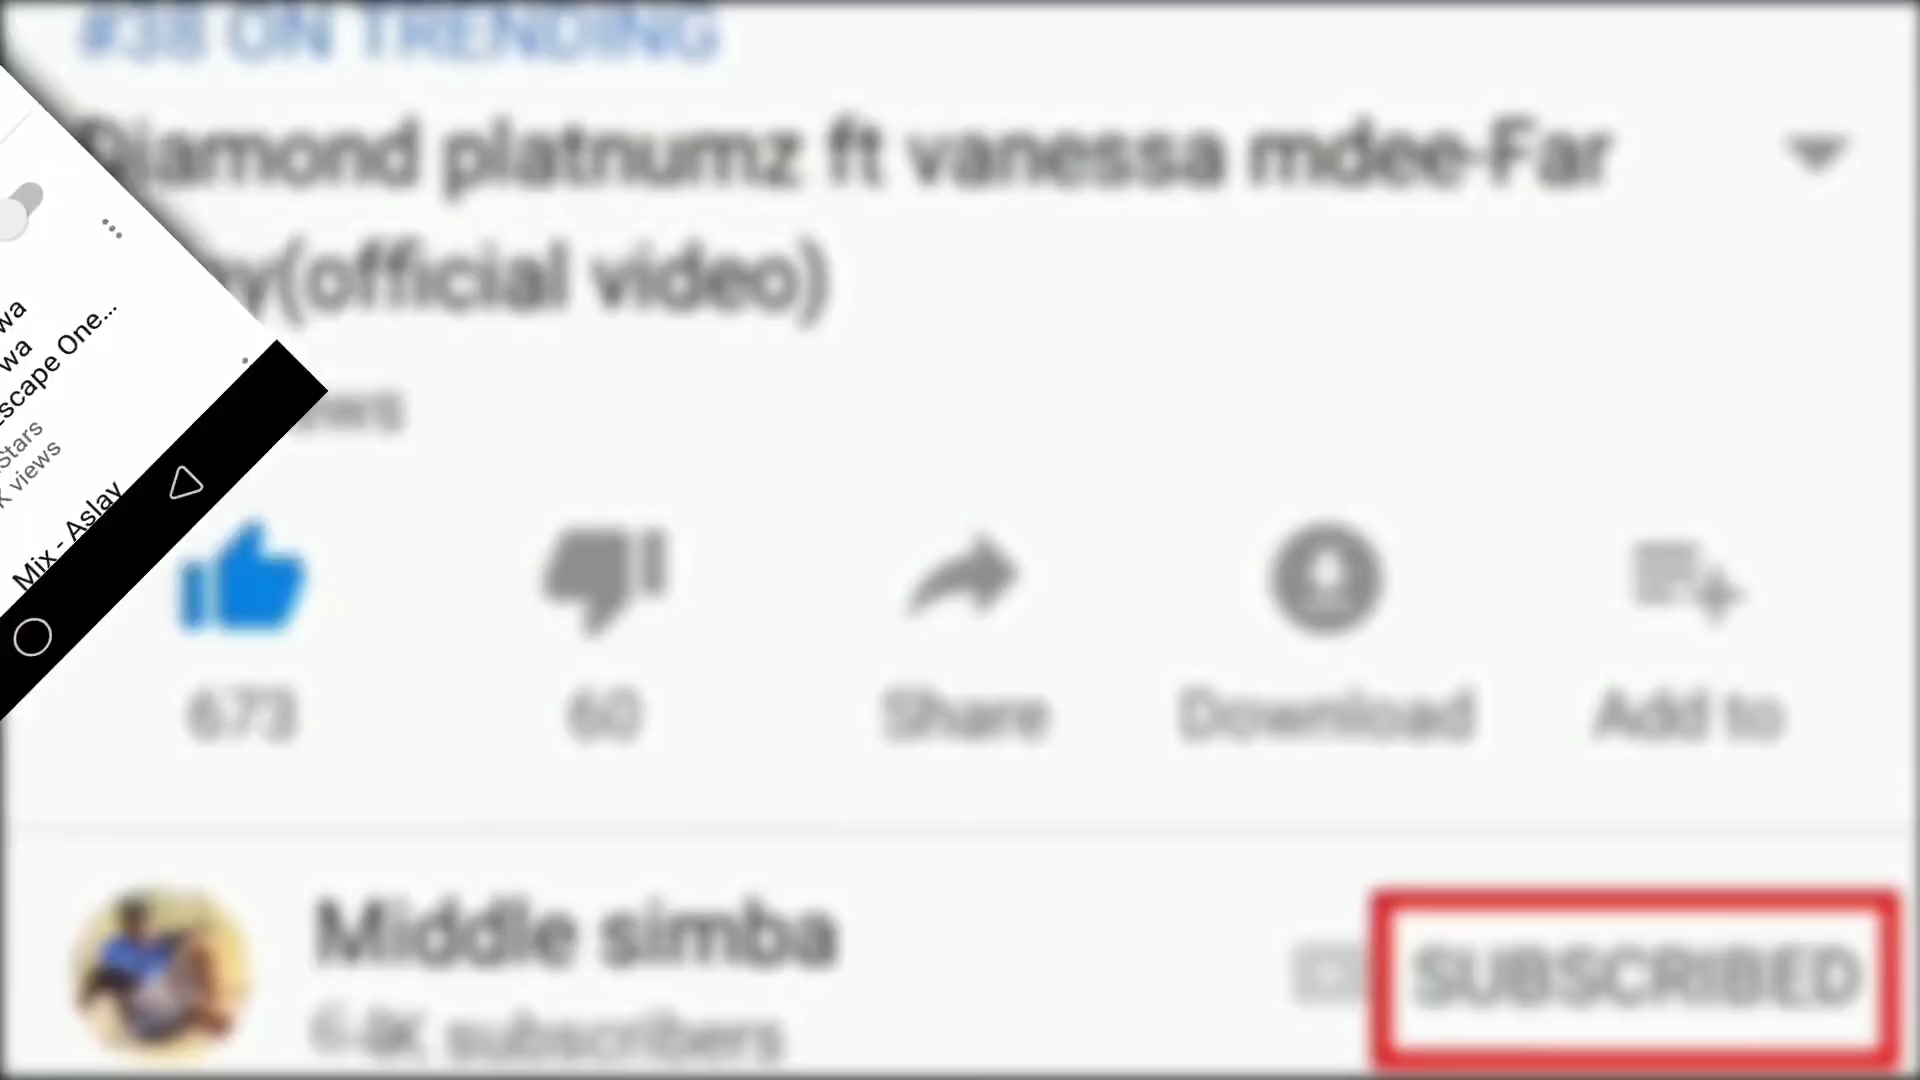 #38 ON TRENDING
Diamond platnumz ft vanessa mdee-Far
(official video)
673
60
Share
Download
Add to
Middle simba
subscribers
SUBSCRIBED
wa
wa
One...
Stars
K views
Mix - Aslay